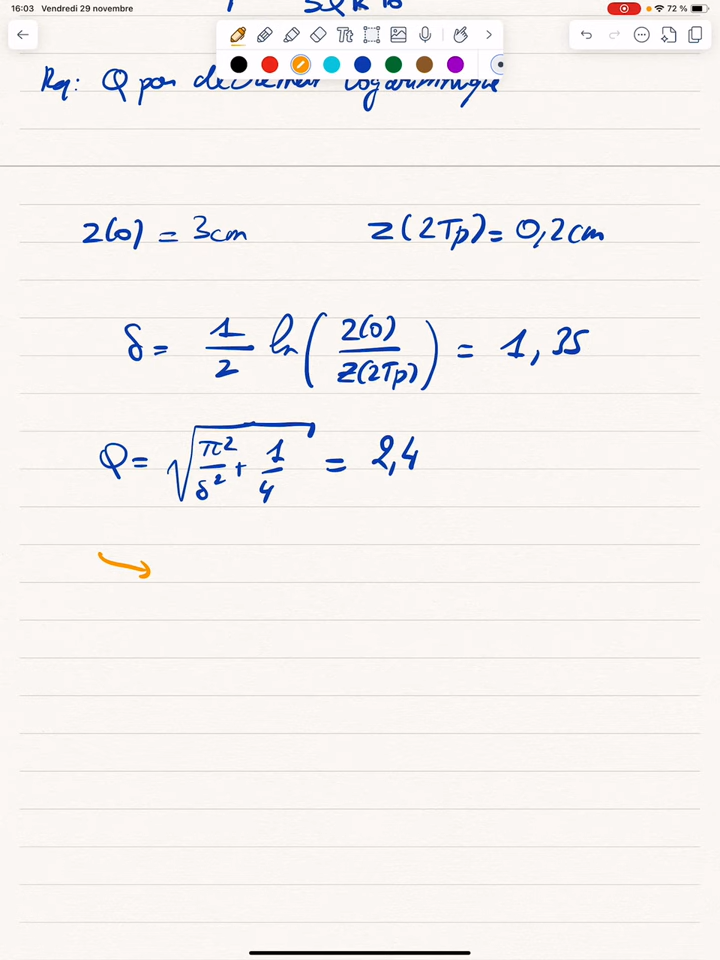 16:03 Vendredi 29 novembre 72 %
Tt
Rq: Q par décrément logarithmique
z(0) = 3cm z(2Tp) = 0,2cm
δ = 1/2 ln( z(0) / z(2Tp) ) = 1,35
Q = √(π²/δ² + 1/4) = 2,4